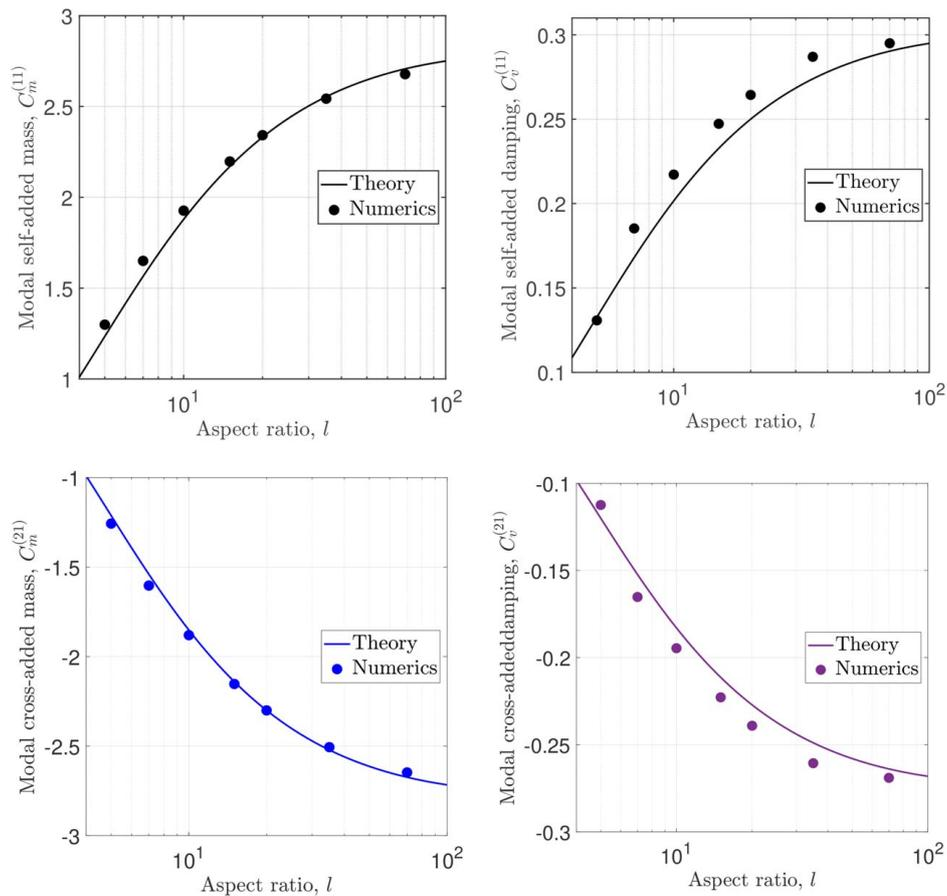 3
2.5
2
1.5
1
Modal self-added mass, $C_m^{(11)}$
Theory
Numerics
10^1
10^2
Aspect ratio, l
0.3
0.25
0.2
0.15
0.1
Modal self-added damping, $C_v^{(11)}$
Theory
Numerics
10^1
10^2
Aspect ratio, l
-1
-1.5
-2
-2.5
-3
Modal cross-added mass, $C_m^{(21)}$
Theory
Numerics
10^1
10^2
Aspect ratio, l
-0.1
-0.15
-0.2
-0.25
-0.3
Modal cross-addeddamping, $C_v^{(21)}$
Theory
Numerics
10^1
10^2
Aspect ratio, l